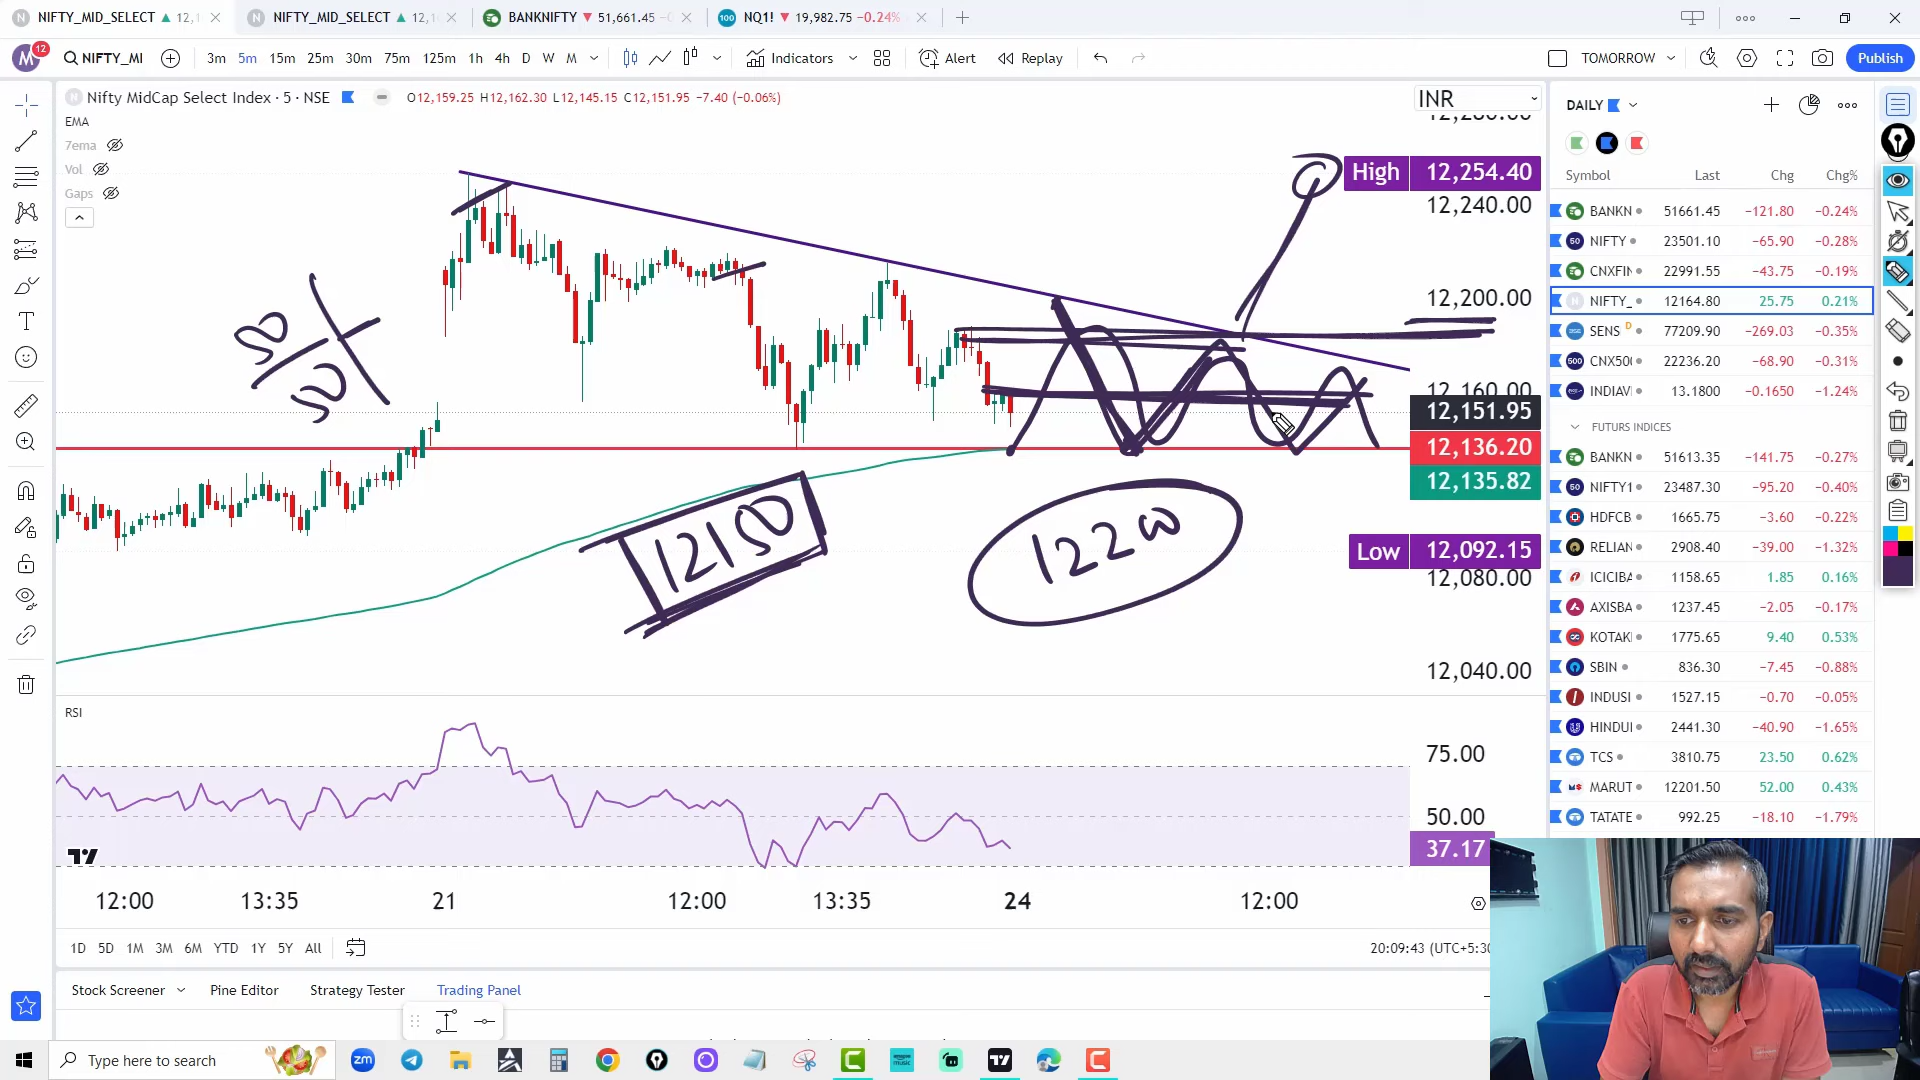 NIFTY_MID_SELECT ▲ 12,1
NIFTY_MID_SELECT ▲ 12,1
BANKNIFTY ▼ 51,661.45
NQ1! ▼ 19,982.75 −0.24%
M 12
NIFTY_MI
3m 5m 15m 25m 30m 75m 125m 1h 4h D W M
Indicators
Alert
Replay
TOMORROW
Publish
Nifty MidCap Select Index · 5 · NSE
O12,159.25 H12,162.30 L12,145.15 C12,151.95 −7.40 (−0.06%)
INR
EMA
7ema
Vol
Gaps
High 12,254.40
12,240.00
12,200.00
12,160.00
12,151.95
12,136.20
12,135.82
Low 12,092.15
12,080.00
12,040.00
50
50
12150
12200
RSI
75.00
50.00
37.17
12:00 13:35 21 12:00 13:35 24 12:00
1D 5D 1M 3M 6M YTD 1Y 5Y All
20:09:43 (UTC+5:30
Stock Screener Pine Editor Strategy Tester Trading Panel
Type here to search
zm
DAILY
Symbol Last Chg Chg%
BANKN 51661.45 −121.80 −0.24%
NIFTY 23501.10 −65.90 −0.28%
CNXFIN 22991.55 −43.75 −0.19%
NIFTY_ 12164.80 25.75 0.21%
SENS D 77209.90 −269.03 −0.35%
CNX500 22236.20 −68.90 −0.31%
INDIAVI 13.1800 −0.1650 −1.24%
FUTURS INDICES
BANKN 51613.35 −141.75 −0.27%
NIFTY1 23487.30 −95.20 −0.40%
HDFCB 1665.75 −3.60 −0.22%
RELIAN 2908.40 −39.00 −1.32%
ICICIBA 1158.65 1.85 0.16%
AXISBA 1237.45 −2.05 −0.17%
KOTAKI 1775.65 9.40 0.53%
SBIN 836.30 −7.45 −0.88%
INDUSI 1527.15 −0.70 −0.05%
HINDUI 2441.30 −40.90 −1.65%
TCS 3810.75 23.50 0.62%
MARUT 12201.50 52.00 0.43%
TATATE 992.25 −18.10 −1.79%